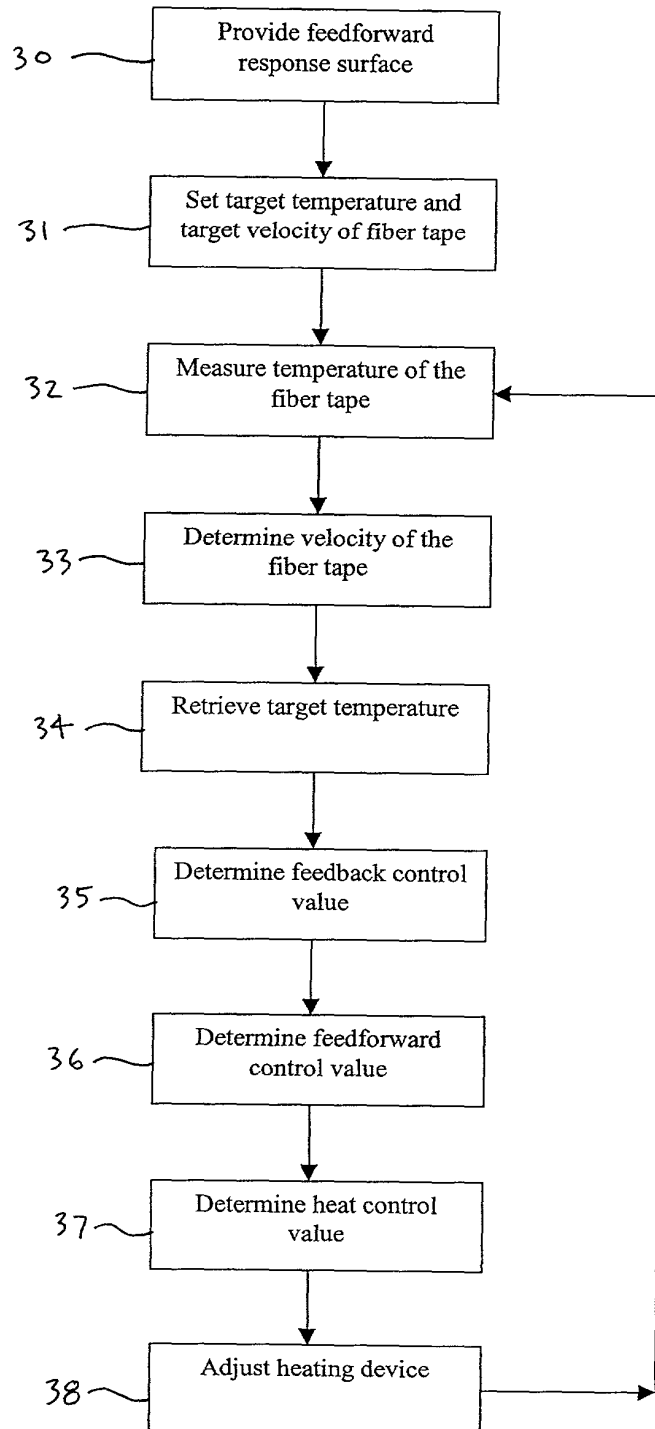 30
Provide feedforward
response surface
31
Set target temperature and
target velocity of fiber tape
32
Measure temperature of the
fiber tape
33
Determine velocity of the
fiber tape
34
Retrieve target temperature
35
Determine feedback control
value
36
Determine feedforward
control value
37
Determine heat control
value
38
Adjust heating device